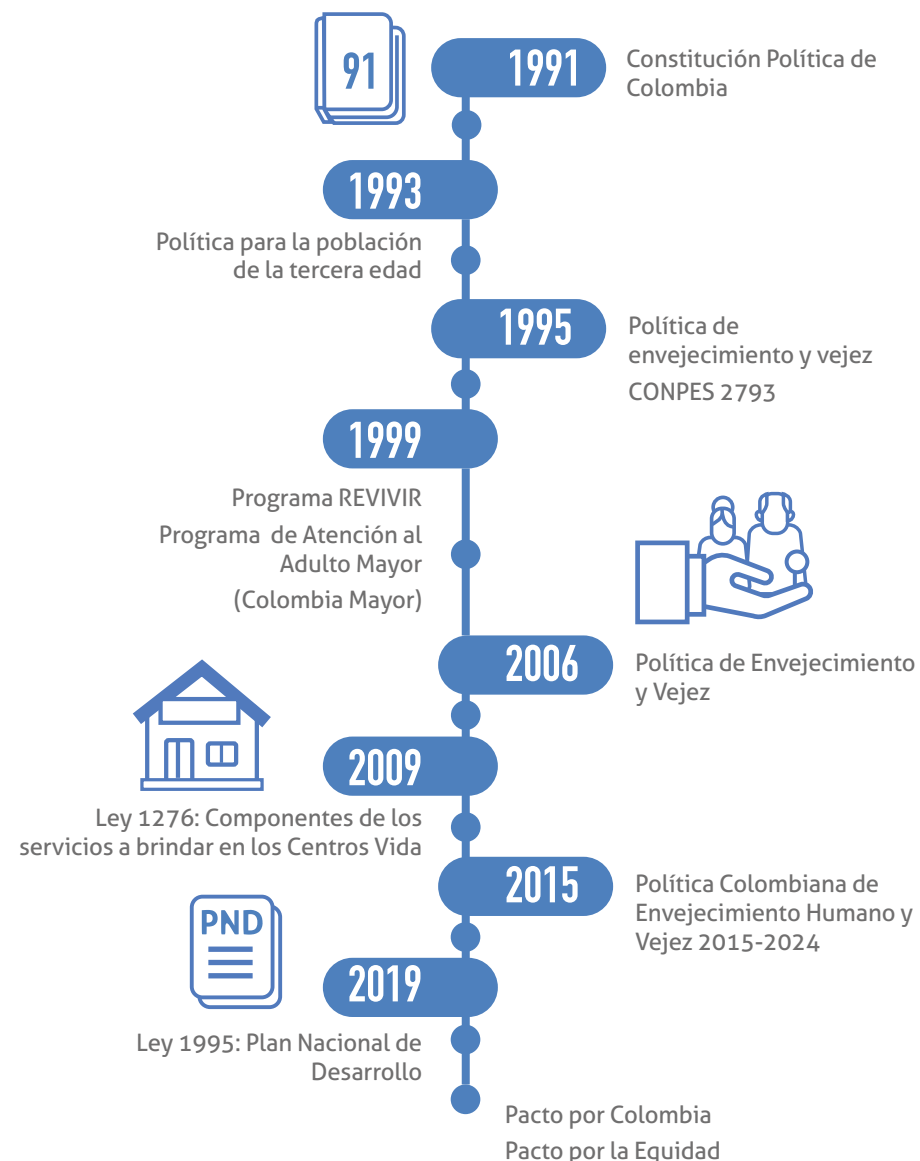 91
1991
Constitución Política de
Colombia
1993
Política para la población
de la tercera edad
1995
Política de
envejecimiento y vejez
CONPES 2793
1999
Programa REVIVIR
Programa de Atención al
Adulto Mayor
(Colombia Mayor)
2006
Política de Envejecimiento
y Vejez
2009
Ley 1276: Componentes de los
servicios a brindar en los Centros Vida
2015
Política Colombiana de
Envejecimiento Humano y
Vejez 2015-2024
PND
2019
Ley 1995: Plan Nacional de
Desarrollo
Pacto por Colombia
Pacto por la Equidad